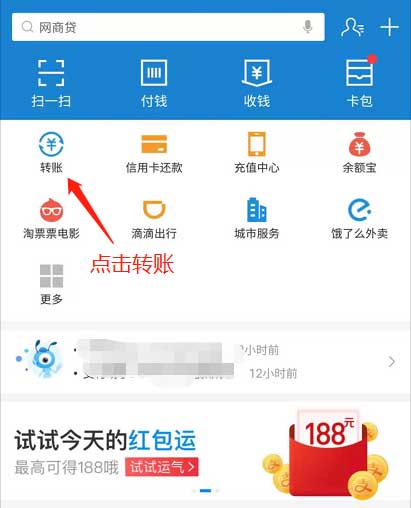 网商贷
扫一扫 付钱 收钱 卡包
转账 信用卡还款 充值中心 余额宝
淘票票电影 滴滴出行 城市服务 饿了么外卖
点击转账
更多
小时前
12小时前
试试今天的红包运
最高可得188哦 试试运气>
188元